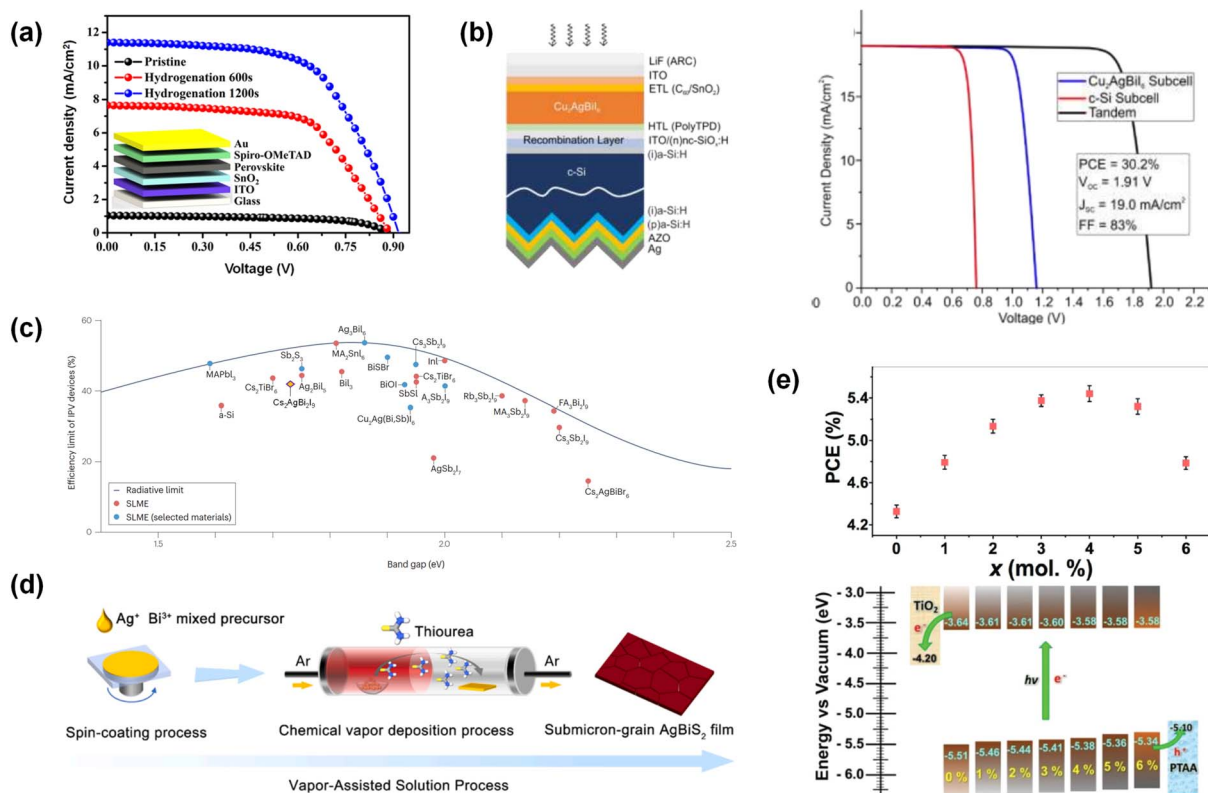 (a)
Current density (mA/cm²)
12
10
8
6
4
2
0
Pristine
Hydrogenation 600s
Hydrogenation 1200s
Au
Spiro-OMeTAD
Perovskite
SnO₂
ITO
Glass
0.00 0.15 0.30 0.45 0.60 0.75 0.90
Voltage (V)
(b)
LiF (ARC)
ITO
ETL (C₆₀/SnO₂)
Cu₂AgBiI₆
HTL (PolyTPD)
Recombination Layer
ITO/(n)nc-SiOₓ:H
(i)a-Si:H
c-Si
(i)a-Si:H
(p)a-Si:H
AZO
Ag
Current Density (mA/cm²)
15
10
5
0
Cu₂AgBiI₆ Subcell
c-Si Subcell
Tandem
PCE = 30.2%
V_OC = 1.91 V
J_SC = 19.0 mA/cm²
FF = 83%
0.0 0.2 0.4 0.6 0.8 1.0 1.2 1.4 1.6 1.8 2.0 2.2
Voltage (V)
(c)
Efficiency limit of IPV devices (%)
60
40
20
0
MAPbI₃
a-Si
Cs₂TiBr₆
Sb₂S₃
Ag₂BiI₅
Cs₂AgBi₂I₉
Ag₃BiI₆
MA₂SnI₆
BiI₃
BiSBr
BiOI
Cu₂Ag(Bi,Sb)I₆
Cs₃Sb₂I₉
InI
Cs₂TiBr₆
SbSI
A₃Sb₂I₉
AgSb₂I₇
Rb₃Sb₂I₉
MA₃Sb₂I₉
FA₃Bi₂I₉
Cs₃Sb₂I₉
Cs₂AgBiBr₆
Radiative limit
SLME
SLME (selected materials)
1.5 2.0 2.5
Band gap (eV)
(d)
Ag⁺ Bi³⁺ mixed precursor
Thiourea
Ar
Ar
Spin-coating process
Chemical vapor deposition process
Submicron-grain AgBiS₂ film
Vapor-Assisted Solution Process
(e)
PCE (%)
5.4
4.8
4.6
4.2
0 1 2 3 4 5 6
x (mol. %)
Energy vs Vacuum (eV)
-3.0
-3.5
-4.0
-4.5
-5.0
-5.5
-6.0
TiO₂
e⁻
-4.20
-3.64 -3.61 -3.61 -3.60 -3.58 -3.58 -3.58
hν
e⁻
-5.51 -5.46 -5.44 -5.41 -5.38 -5.36 -5.34
0 % 1 % 2 % 3 % 4 % 5 % 6 %
-5.10
h⁺
PTAA